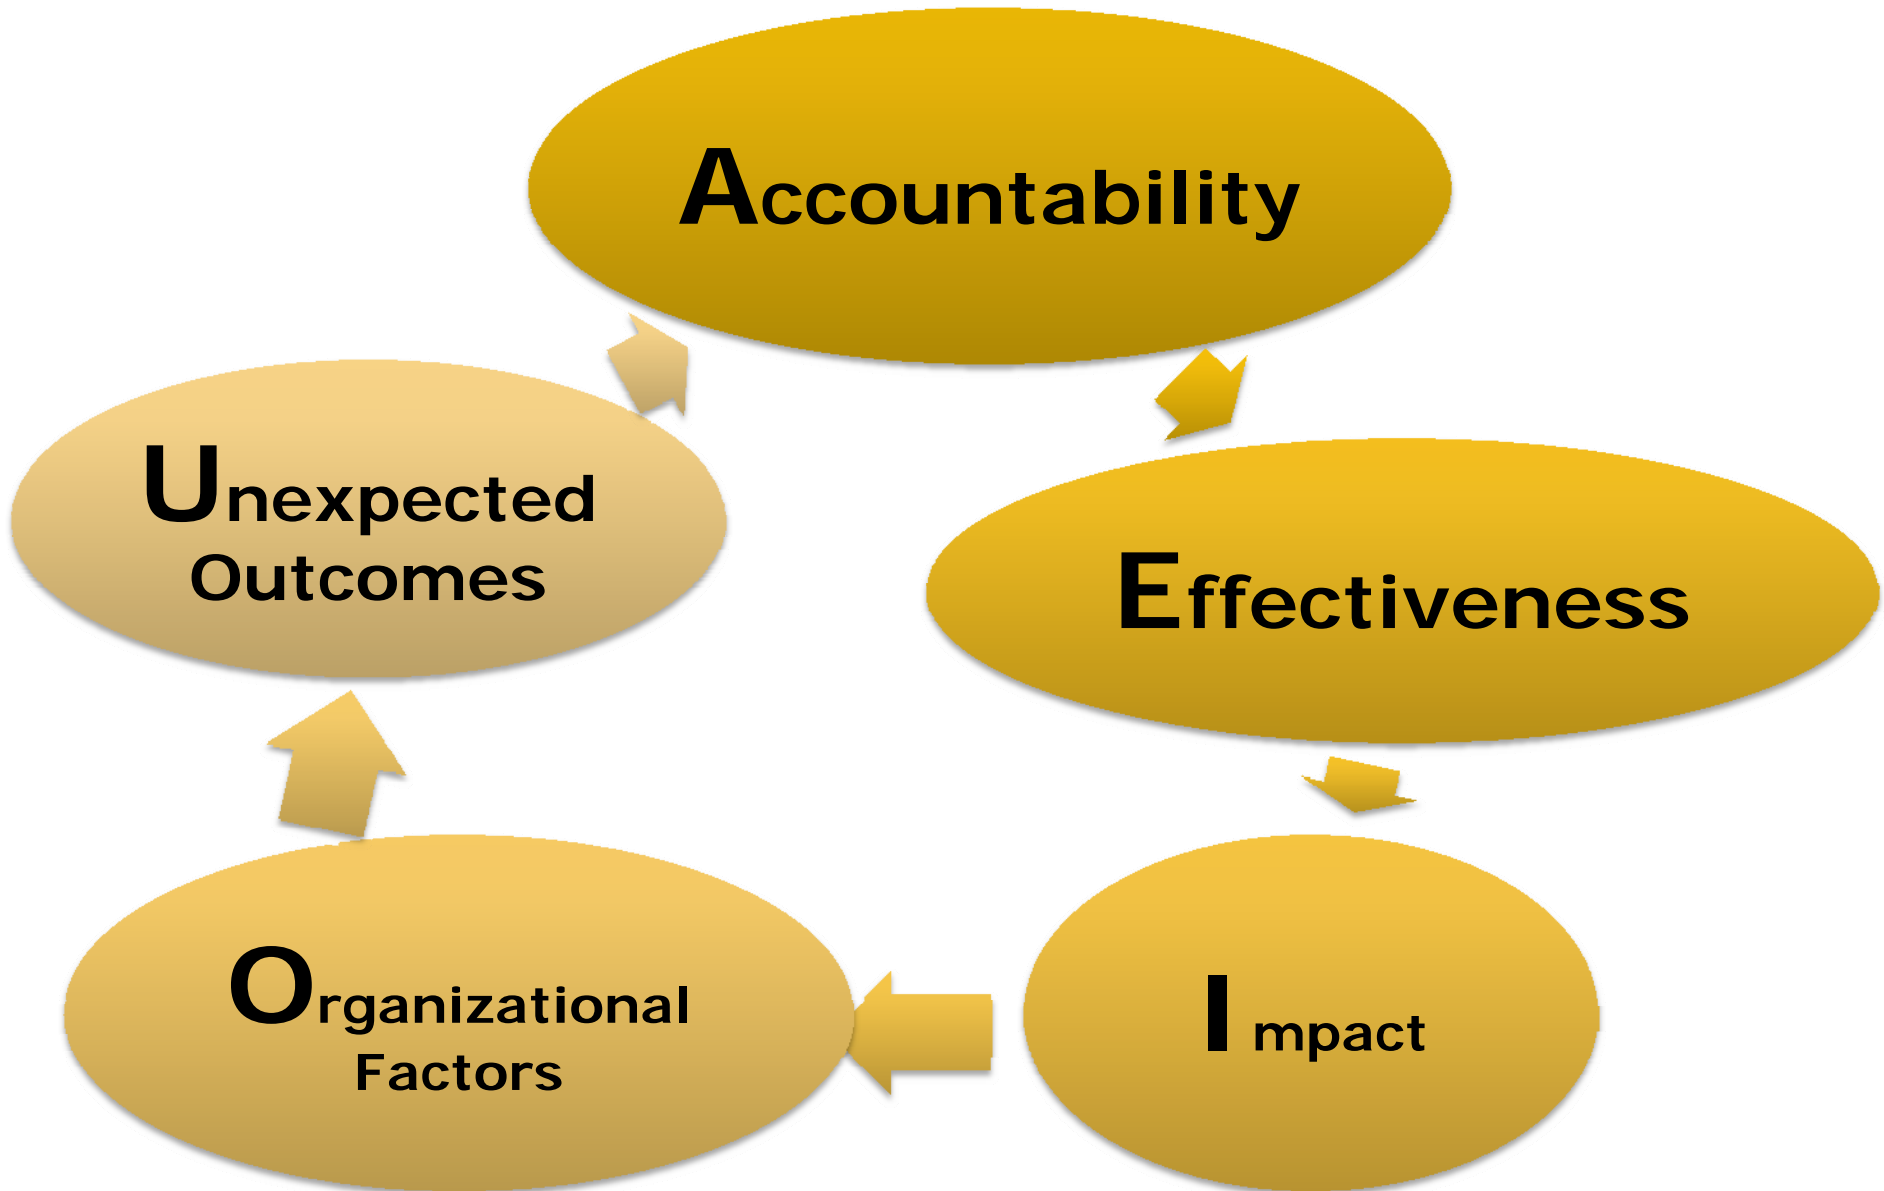 Accountability
Effectiveness
Impact
Organizational
Factors
Unexpected
Outcomes